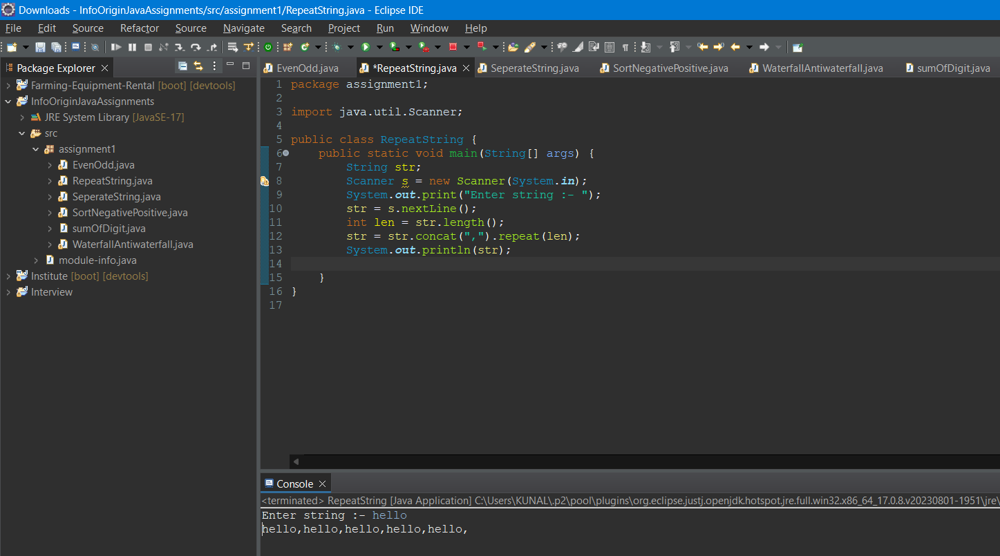 Downloads - InfoOriginJavaAssignments/src/assignment1/RepeatString.java - Eclipse IDE
File Edit Source Refactor Source Navigate Search Project Run Window Help
Package Explorer
Farming-Equipment-Rental [boot] [devtools]
InfoOriginJavaAssignments
JRE System Library [JavaSE-17]
src
assignment1
EvenOdd.java
RepeatString.java
SeperateString.java
SortNegativePositive.java
sumOfDigit.java
WaterfallAntiwaterfall.java
module-info.java
Institute [boot] [devtools]
Interview
EvenOdd.java *RepeatString.java SeperateString.java SortNegativePositive.java WaterfallAntiwaterfall.java sumOfDigit.java
1 package assignment1;
2
3 import java.util.Scanner;
4
5 public class RepeatString {
6 public static void main(String[] args) {
7 String str;
8 Scanner s = new Scanner(System.in);
9 System.out.print("Enter string :- ");
10 str = s.nextLine();
11 int len = str.length();
12 str = str.concat(",").repeat(len);
13 System.out.println(str);
14
15 }
16 }
17
Console
<terminated> RepeatString [Java Application] C:\Users\KUNAL\.p2\pool\plugins\org.eclipse.justj.openjdk.hotspot.jre.full.win32.x86_64_17.0.8.v20230801-1951\jre\
Enter string :- hello
hello,hello,hello,hello,hello,